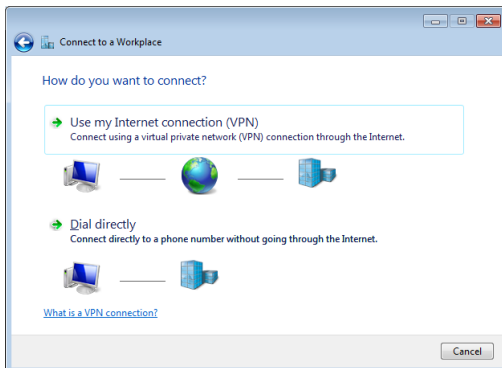 Connect to a Workplace
How do you want to connect?
Use my Internet connection (VPN)
Connect using a virtual private network (VPN) connection through the Internet.
Dial directly
Connect directly to a phone number without going through the Internet.
What is a VPN connection?
Cancel